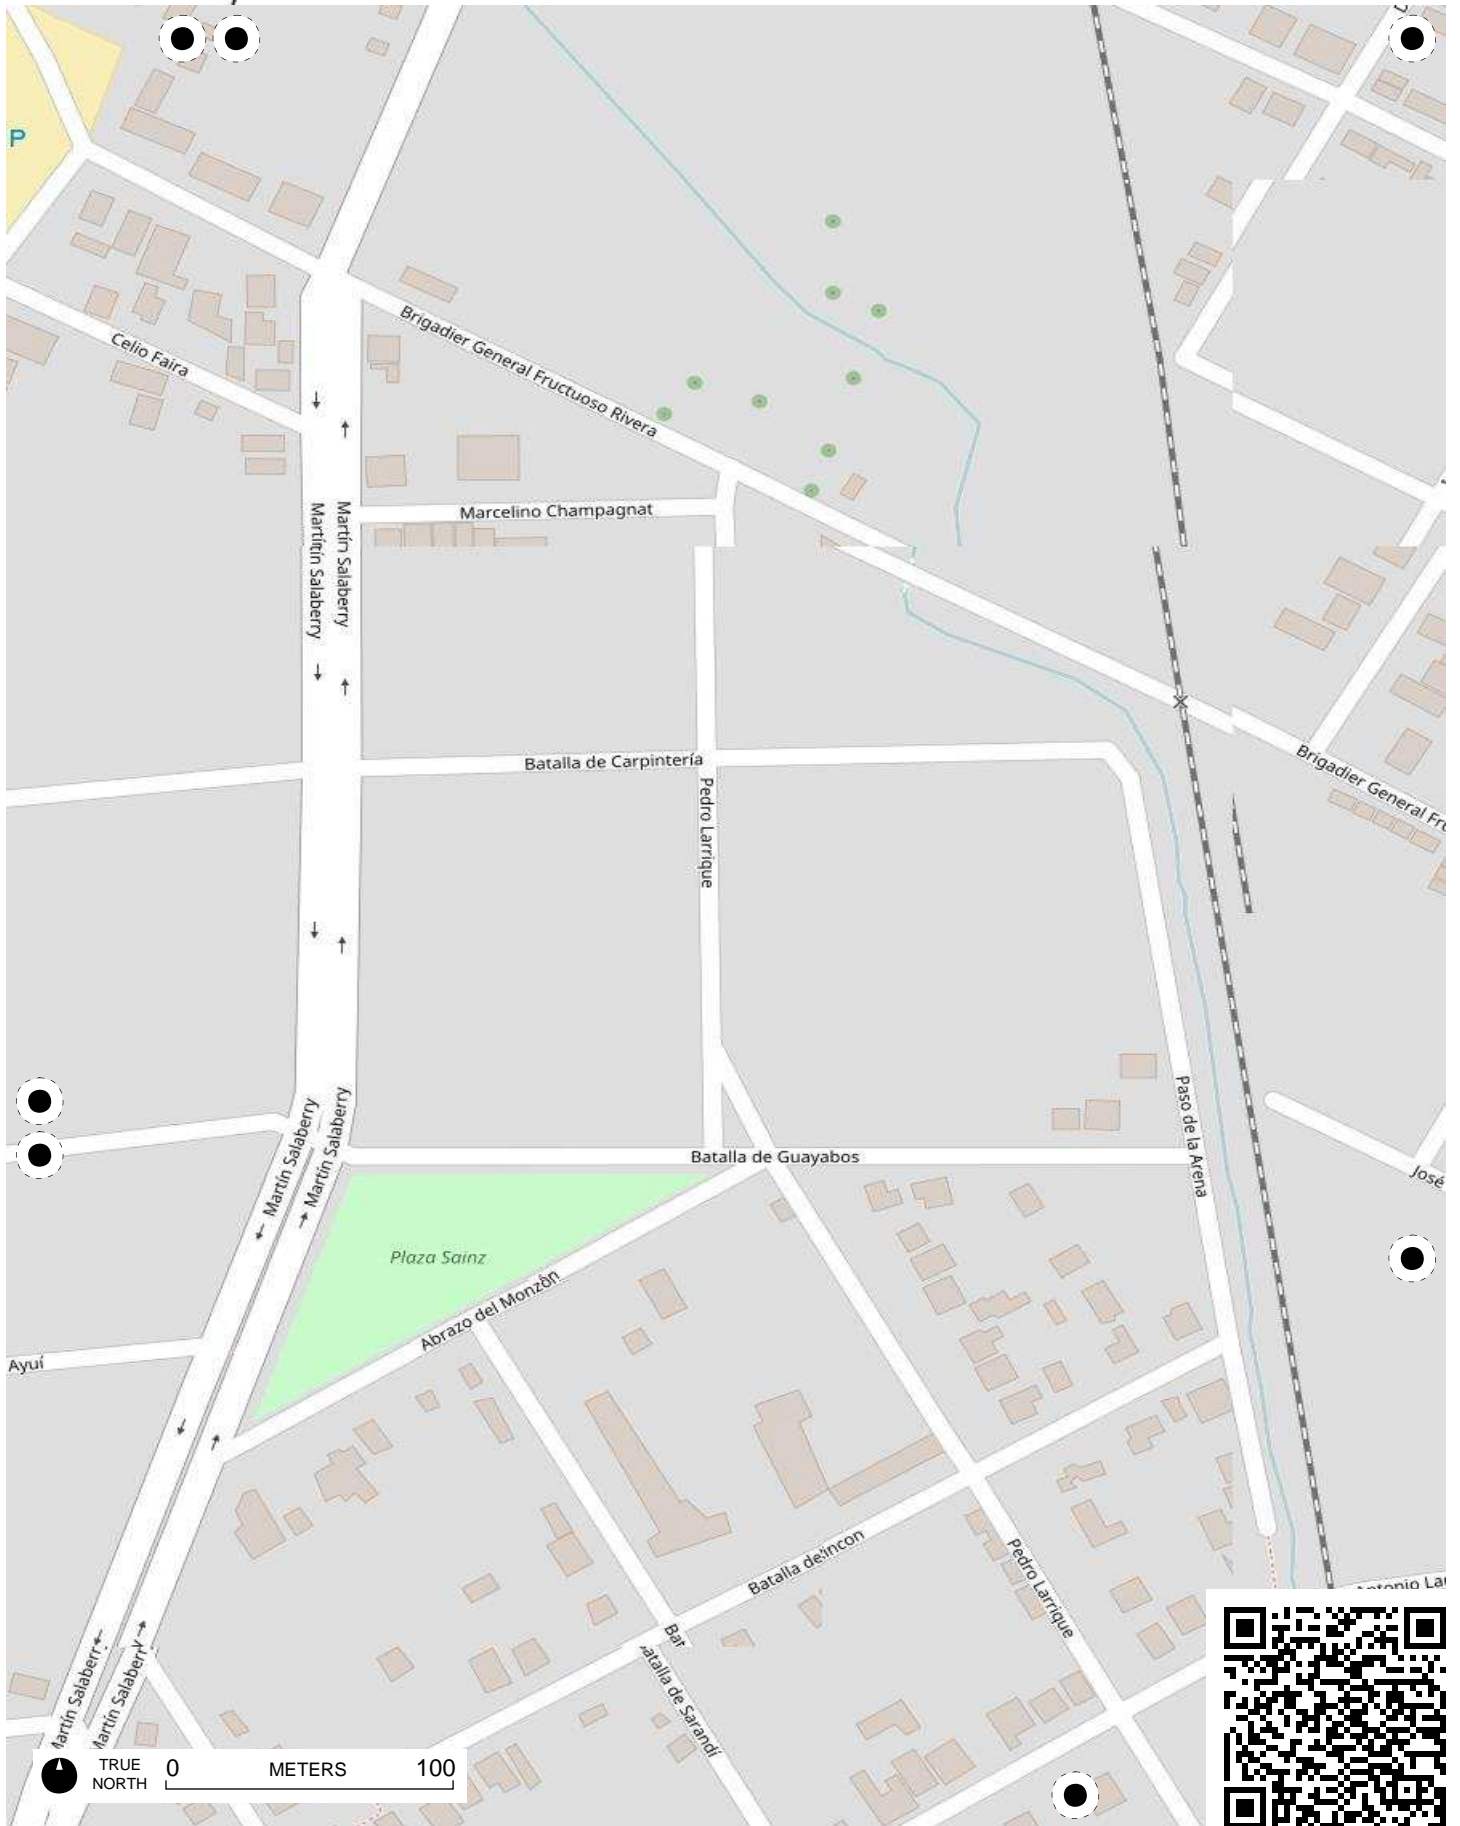 P
Celio Faira
Brigadier General Fructuoso Rivera
Marcelino Champagnat
Martín Salaberry
Martín Salaberry
Batalla de Carpintería
Pedro Larrique
Brigadier General Fru
Paso de la Arena
José
Martín Salaberry
Martín Salaberry
Batalla de Guayabos
Plaza Sainz
Abrazo del Monzón
Ayuí
Batalla de incon
Pedro Larrique
Antonio Lar
Bat
atalla de Sarandí
Martín Salaberry
Martín Salaberry
TRUE
NORTH
0 METERS 100